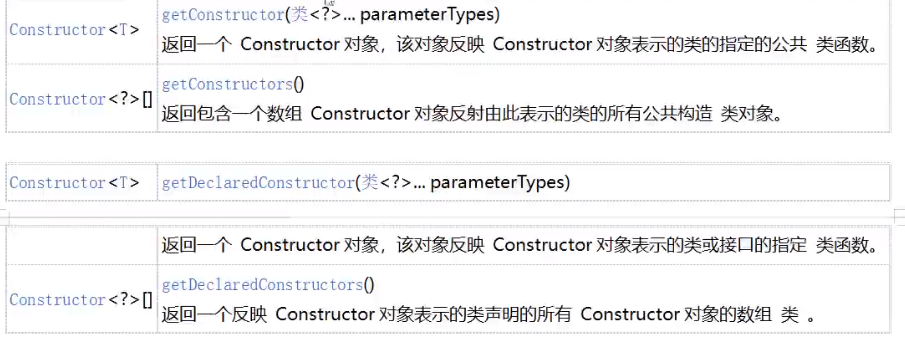 getConstructor(类<?>... parameterTypes)
Constructor<T>
返回一个 Constructor 对象，该对象反映 Constructor 对象表示的类的指定的公共 类函数。
getConstructors()
Constructor<?>[]
返回包含一个数组 Constructor 对象反射由此表示的类的所有公共构造 类对象。
Constructor<T> getDeclaredConstructor(类<?>... parameterTypes)
返回一个 Constructor 对象，该对象反映 Constructor 对象表示的类或接口的指定 类函数。
getDeclaredConstructors()
Constructor<?>[]
返回一个反映 Constructor 对象表示的类声明的所有 Constructor 对象的数组 类 。